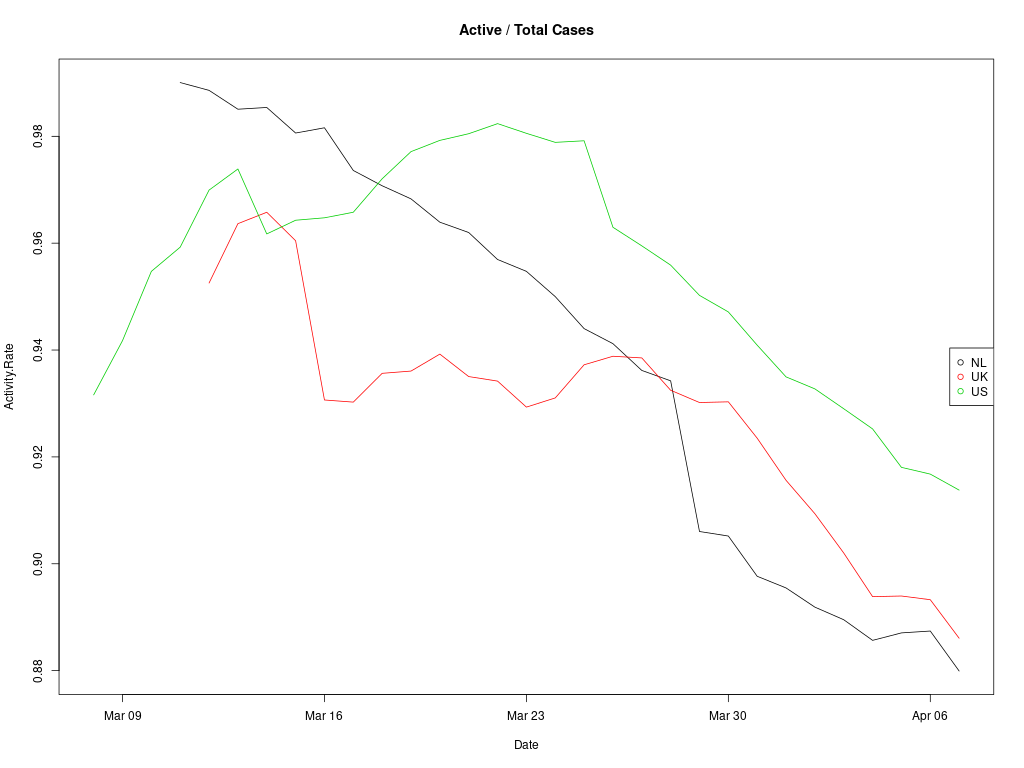 Active / Total Cases
Activity.Rate
0.98
0.96
0.94
0.92
0.90
0.88
NL
UK
US
Mar 09
Mar 16
Mar 23
Mar 30
Apr 06
Date